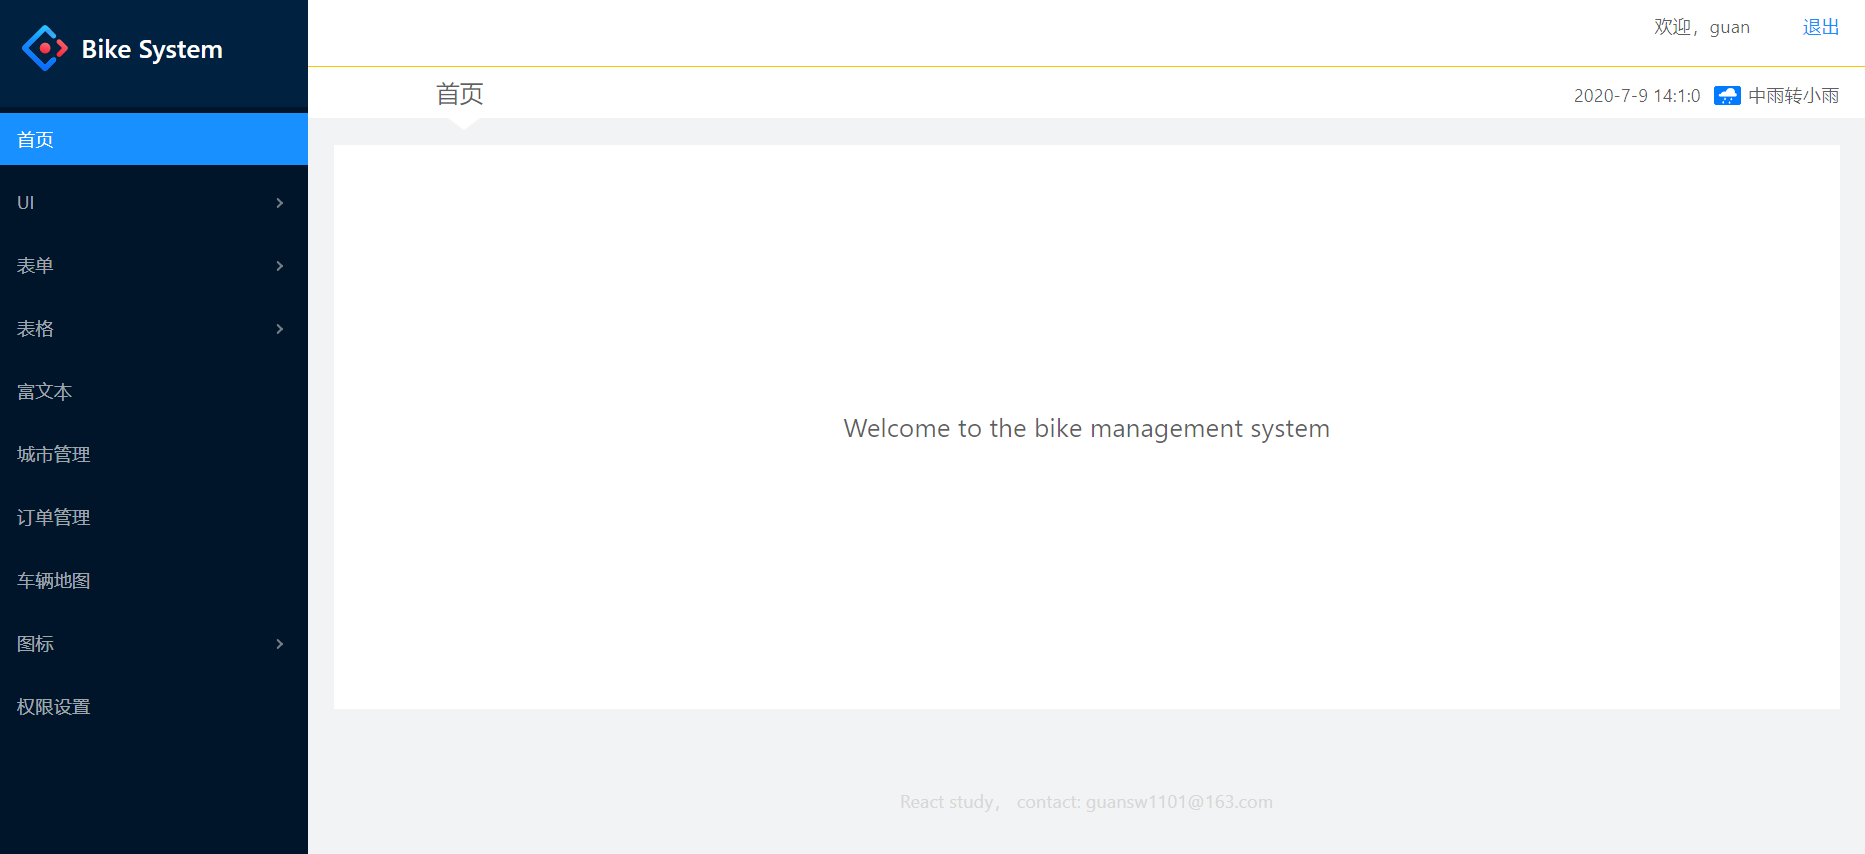 Bike System
欢迎，guan
退出
首页
2020-7-9 14:1:0 中雨转小雨
首页
UI
表单
表格
富文本
城市管理
订单管理
车辆地图
图标
权限设置
Welcome to the bike management system
React study， contact: guansw1101@163.com